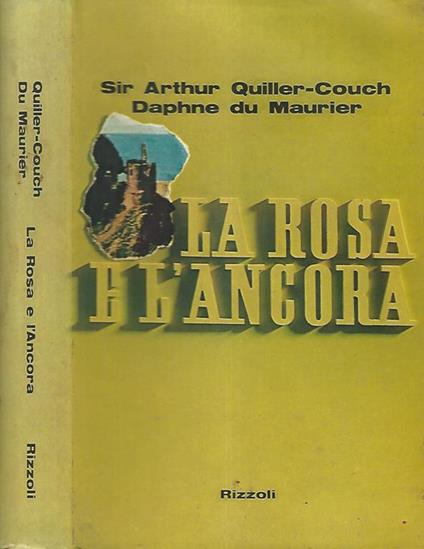 Quiller-Couch
Du Maurier
La Rosa e l'Ancora
Rizzoli
Sir Arthur Quiller-Couch
Daphne du Maurier
LA ROSA
E L'ANCORA
Rizzoli